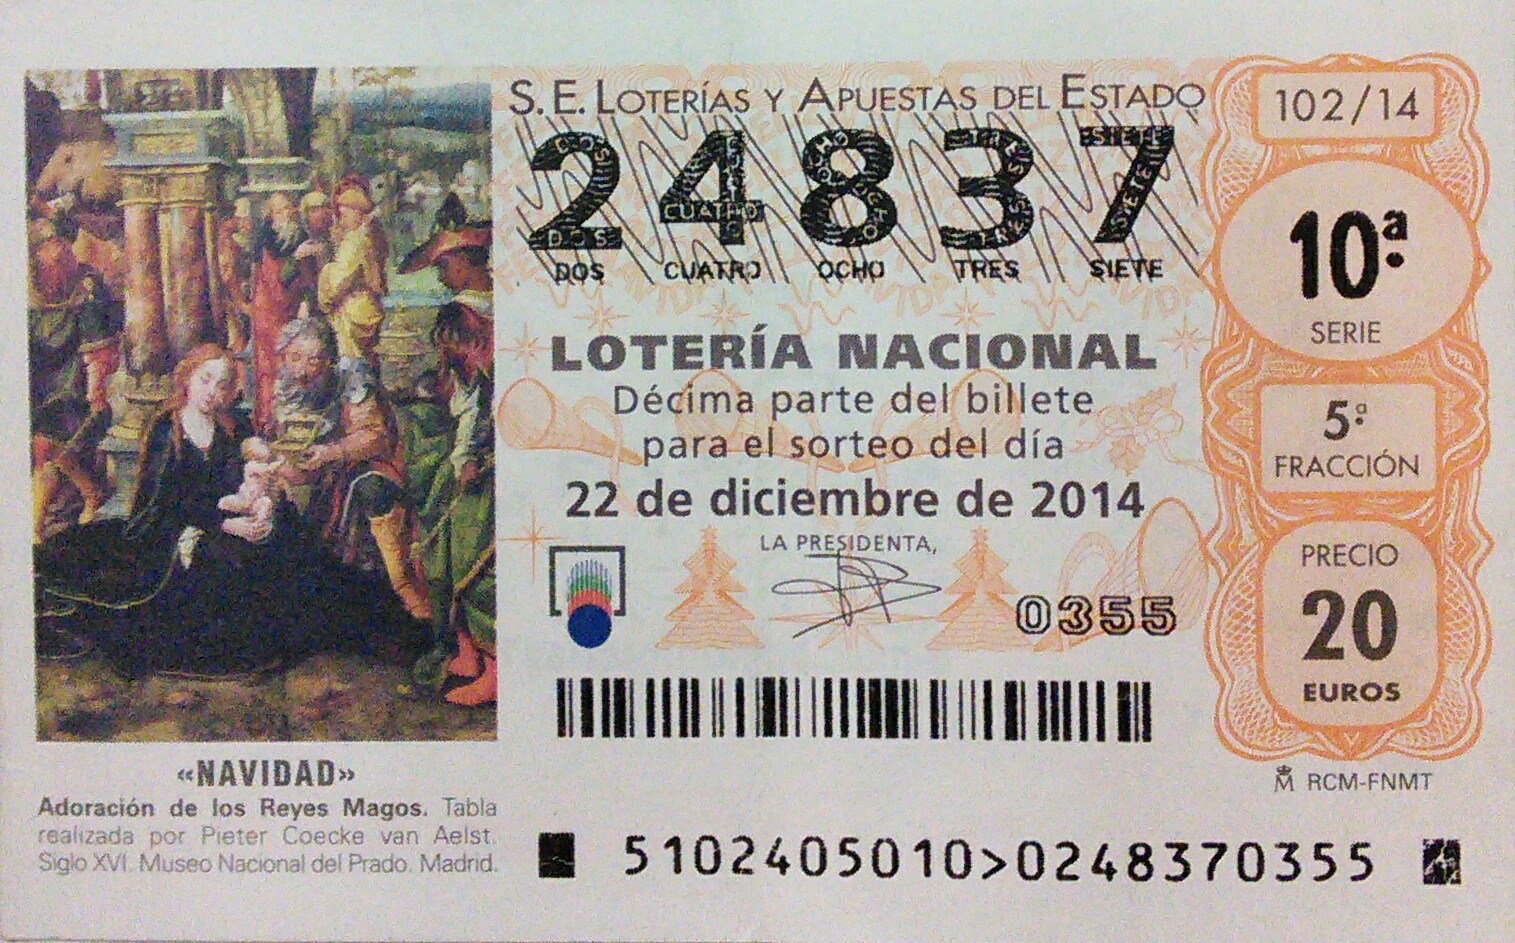 S.E. LOTERÍAS Y APUESTAS DEL ESTADO
24837
DOS CUATRO OCHO TRES SIETE
LOTERÍA NACIONAL
Décima parte del billete
para el sorteo del día
22 de diciembre de 2014
LA PRESIDENTA,
0355
102/14
10ª
SERIE
5ª
FRACCIÓN
PRECIO
20
EUROS
M RCM-FNMT
«NAVIDAD»
Adoración de los Reyes Magos. Tabla
realizada por Pieter Coecke van Aelst.
Siglo XVI. Museo Nacional del Prado. Madrid.
5102405010>0248370355